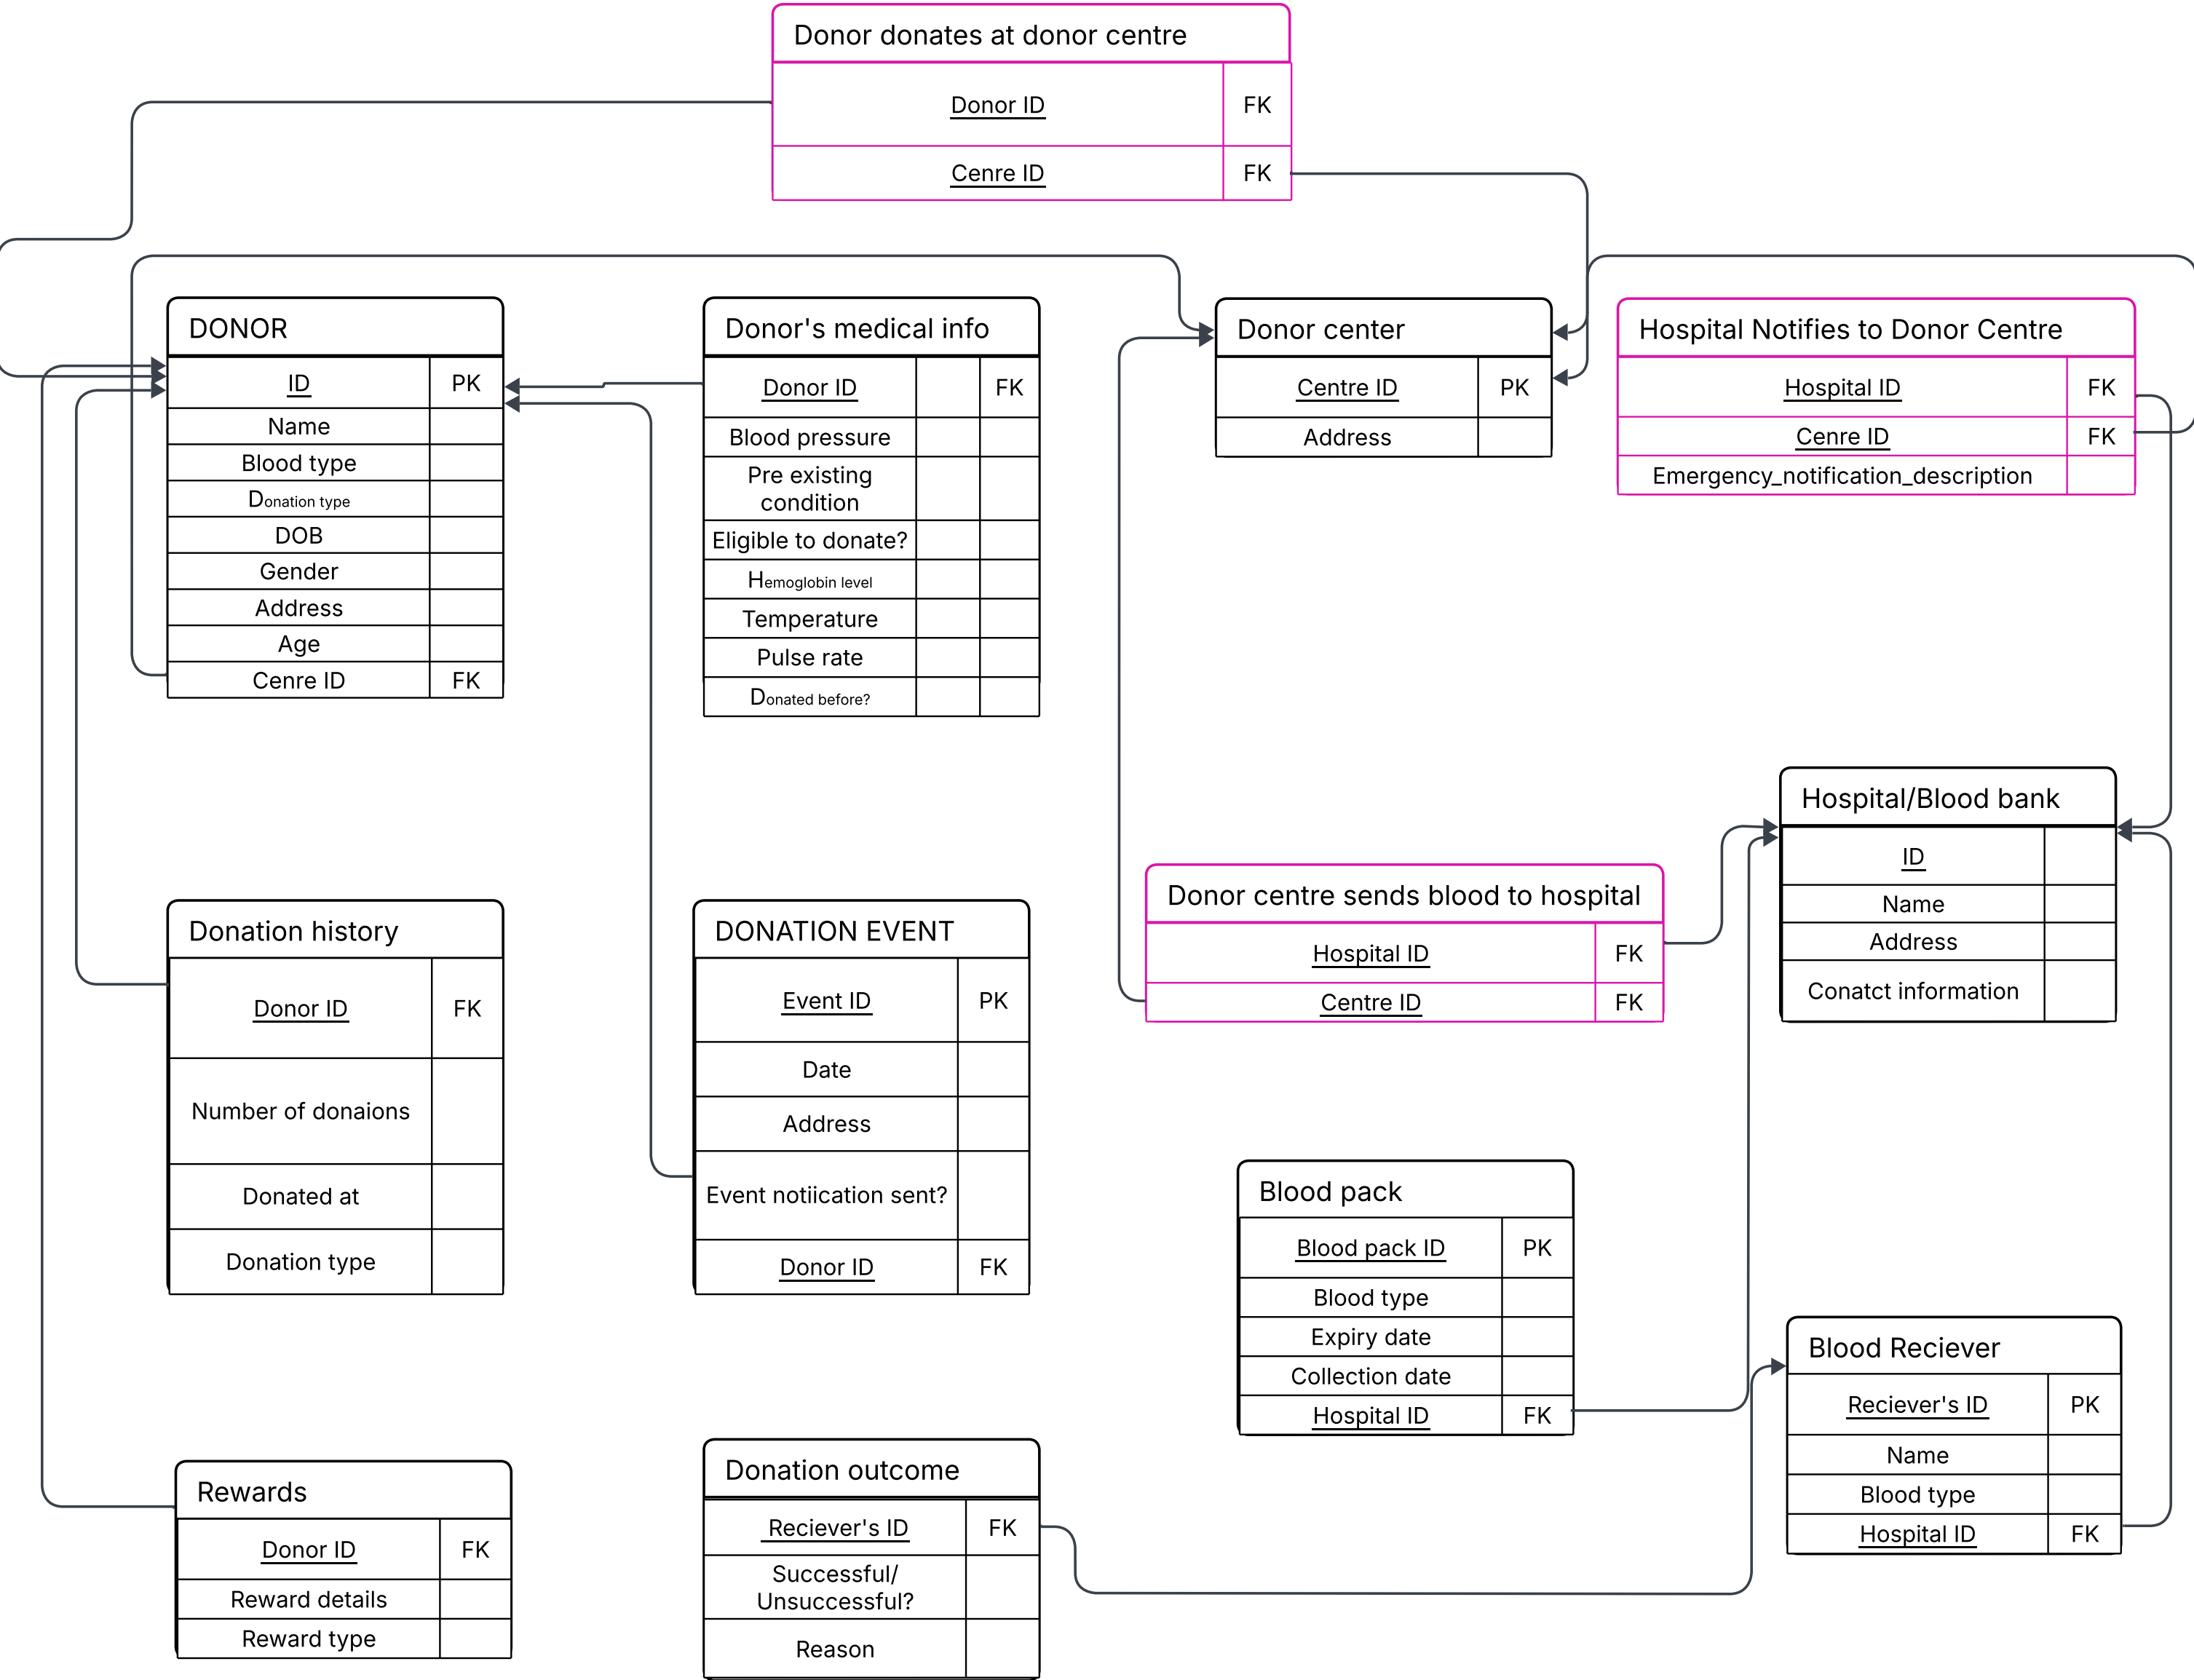 Donor donates at donor centre
Donor ID FK
Cenre ID FK
DONOR
ID PK
Name
Blood type
Donation type
DOB
Gender
Address
Age
Cenre ID FK
Donor's medical info
Donor ID FK
Blood pressure
Pre existing
condition
Eligible to donate?
Hemoglobin level
Temperature
Pulse rate
Donated before?
Donor center
Centre ID PK
Address
Hospital Notifies to Donor Centre
Hospital ID FK
Cenre ID FK
Emergency_notification_description
Hospital/Blood bank
ID
Name
Address
Conatct information
Donor centre sends blood to hospital
Hospital ID FK
Centre ID FK
Donation history
Donor ID FK
Number of donaions
Donated at
Donation type
DONATION EVENT
Event ID PK
Date
Address
Event notiication sent?
Donor ID FK
Blood pack
Blood pack ID PK
Blood type
Expiry date
Collection date
Hospital ID FK
Blood Reciever
Reciever's ID PK
Name
Blood type
Hospital ID FK
Rewards
Donor ID FK
Reward details
Reward type
Donation outcome
Reciever's ID FK
Successful/
Unsuccessful?
Reason